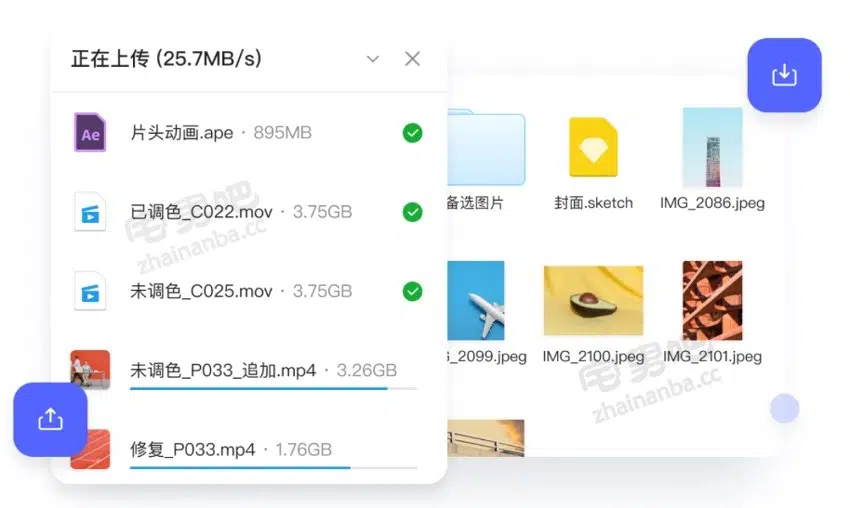 正在上传 (25.7MB/s)
Ae
片头动画.ape · 895MB
已调色_C022.mov · 3.75GB
未调色_C025.mov · 3.75GB
未调色_P033_追加.mp4 · 3.26GB
修复_P033.mp4 · 1.76GB
备选图片
封面.sketch
IMG_2086.jpeg
_2099.jpeg
IMG_2100.jpeg
IMG_2101.jpeg
宅男吧
zhainanba.cc
宅男吧
zhainanba.cc